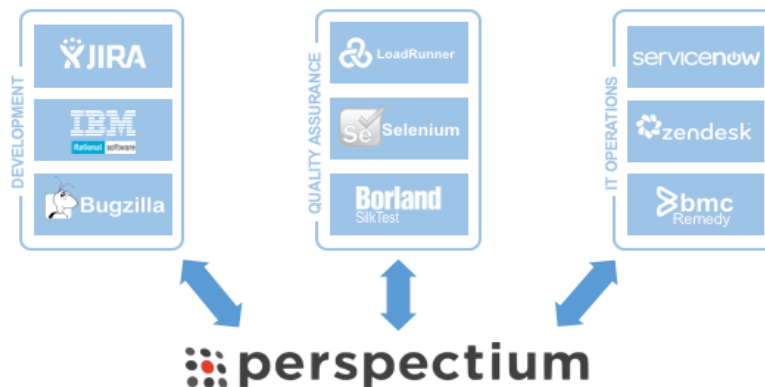 DEVELOPMENT
JIRA
IBM
Rational software
Bugzilla
QUALITY ASSURANCE
LoadRunner
Se Selenium
Borland
SilkTest
IT OPERATIONS
servicenow
zendesk
bmc
Remedy
perspectium